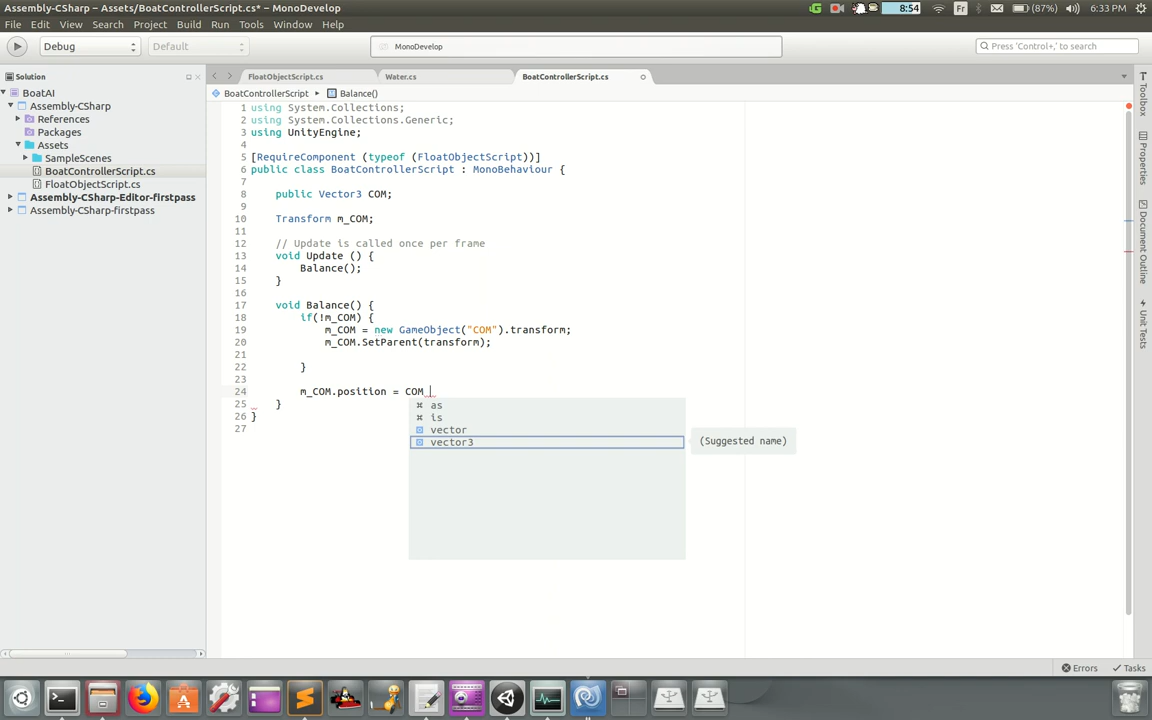 Assembly-CSharp – Assets/BoatControllerScript.cs* - MonoDevelop
8:54
Fr
(87%)
6:33 PM
File Edit View Search Project Build Run Tools Window Help
Debug
Default
MonoDevelop
Press 'Control+,' to search
Solution
BoatAI
Assembly-CSharp
References
Packages
Assets
SampleScenes
BoatControllerScript.cs
FloatObjectScript.cs
Assembly-CSharp-Editor-firstpass
Assembly-CSharp-firstpass
FloatObjectScript.cs
Water.cs
BoatControllerScript.cs
BoatControllerScript
Balance()
1 using System.Collections;
2 using System.Collections.Generic;
3 using UnityEngine;
4
5 [RequireComponent (typeof (FloatObjectScript))]
6 public class BoatControllerScript : MonoBehaviour {
7
8 public Vector3 COM;
9
10 Transform m_COM;
11
12 // Update is called once per frame
13 void Update () {
14 Balance();
15 }
16
17 void Balance() {
18 if(!m_COM) {
19 m_COM = new GameObject("COM").transform;
20 m_COM.SetParent(transform);
21
22 }
23
24 m_COM.position = COM
25 }
26 }
27
as
is
vector
vector3
(Suggested name)
Toolbox
Properties
Document Outline
Unit Tests
Errors
Tasks